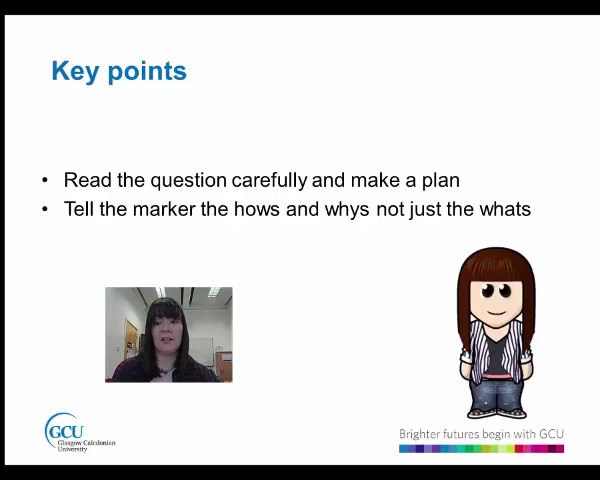 Key points
• Read the question carefully and make a plan
• Tell the marker the hows and whys not just the whats
GCU
Glasgow Caledonian
University
Brighter futures begin with GCU